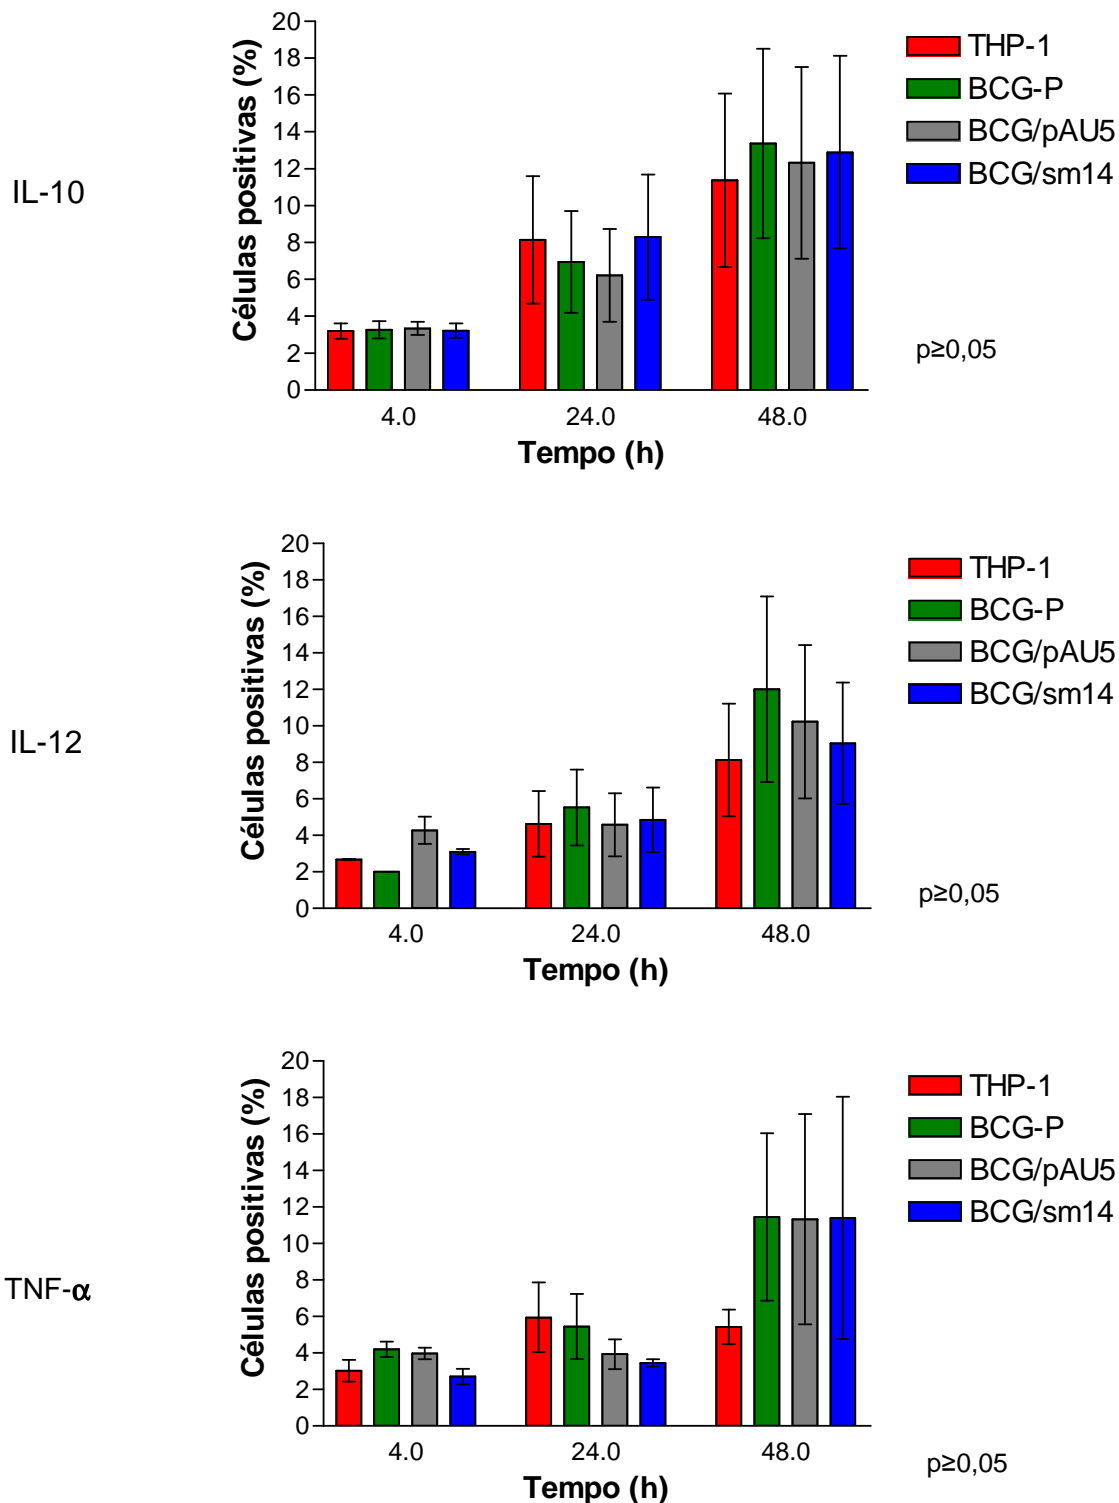 IL-10
Células positivas (%)
20
18
16
14
12
10
8
6
4
2
0
4.0
24.0
48.0
Tempo (h)
THP-1
BCG-P
BCG/pAU5
BCG/sm14
p≥0,05
IL-12
Células positivas (%)
20
18
16
14
12
10
8
6
4
2
0
4.0
24.0
48.0
Tempo (h)
THP-1
BCG-P
BCG/pAU5
BCG/sm14
p≥0,05
TNF-α
Células positivas (%)
20
18
16
14
12
10
8
6
4
2
0
4.0
24.0
48.0
Tempo (h)
THP-1
BCG-P
BCG/pAU5
BCG/sm14
p≥0,05